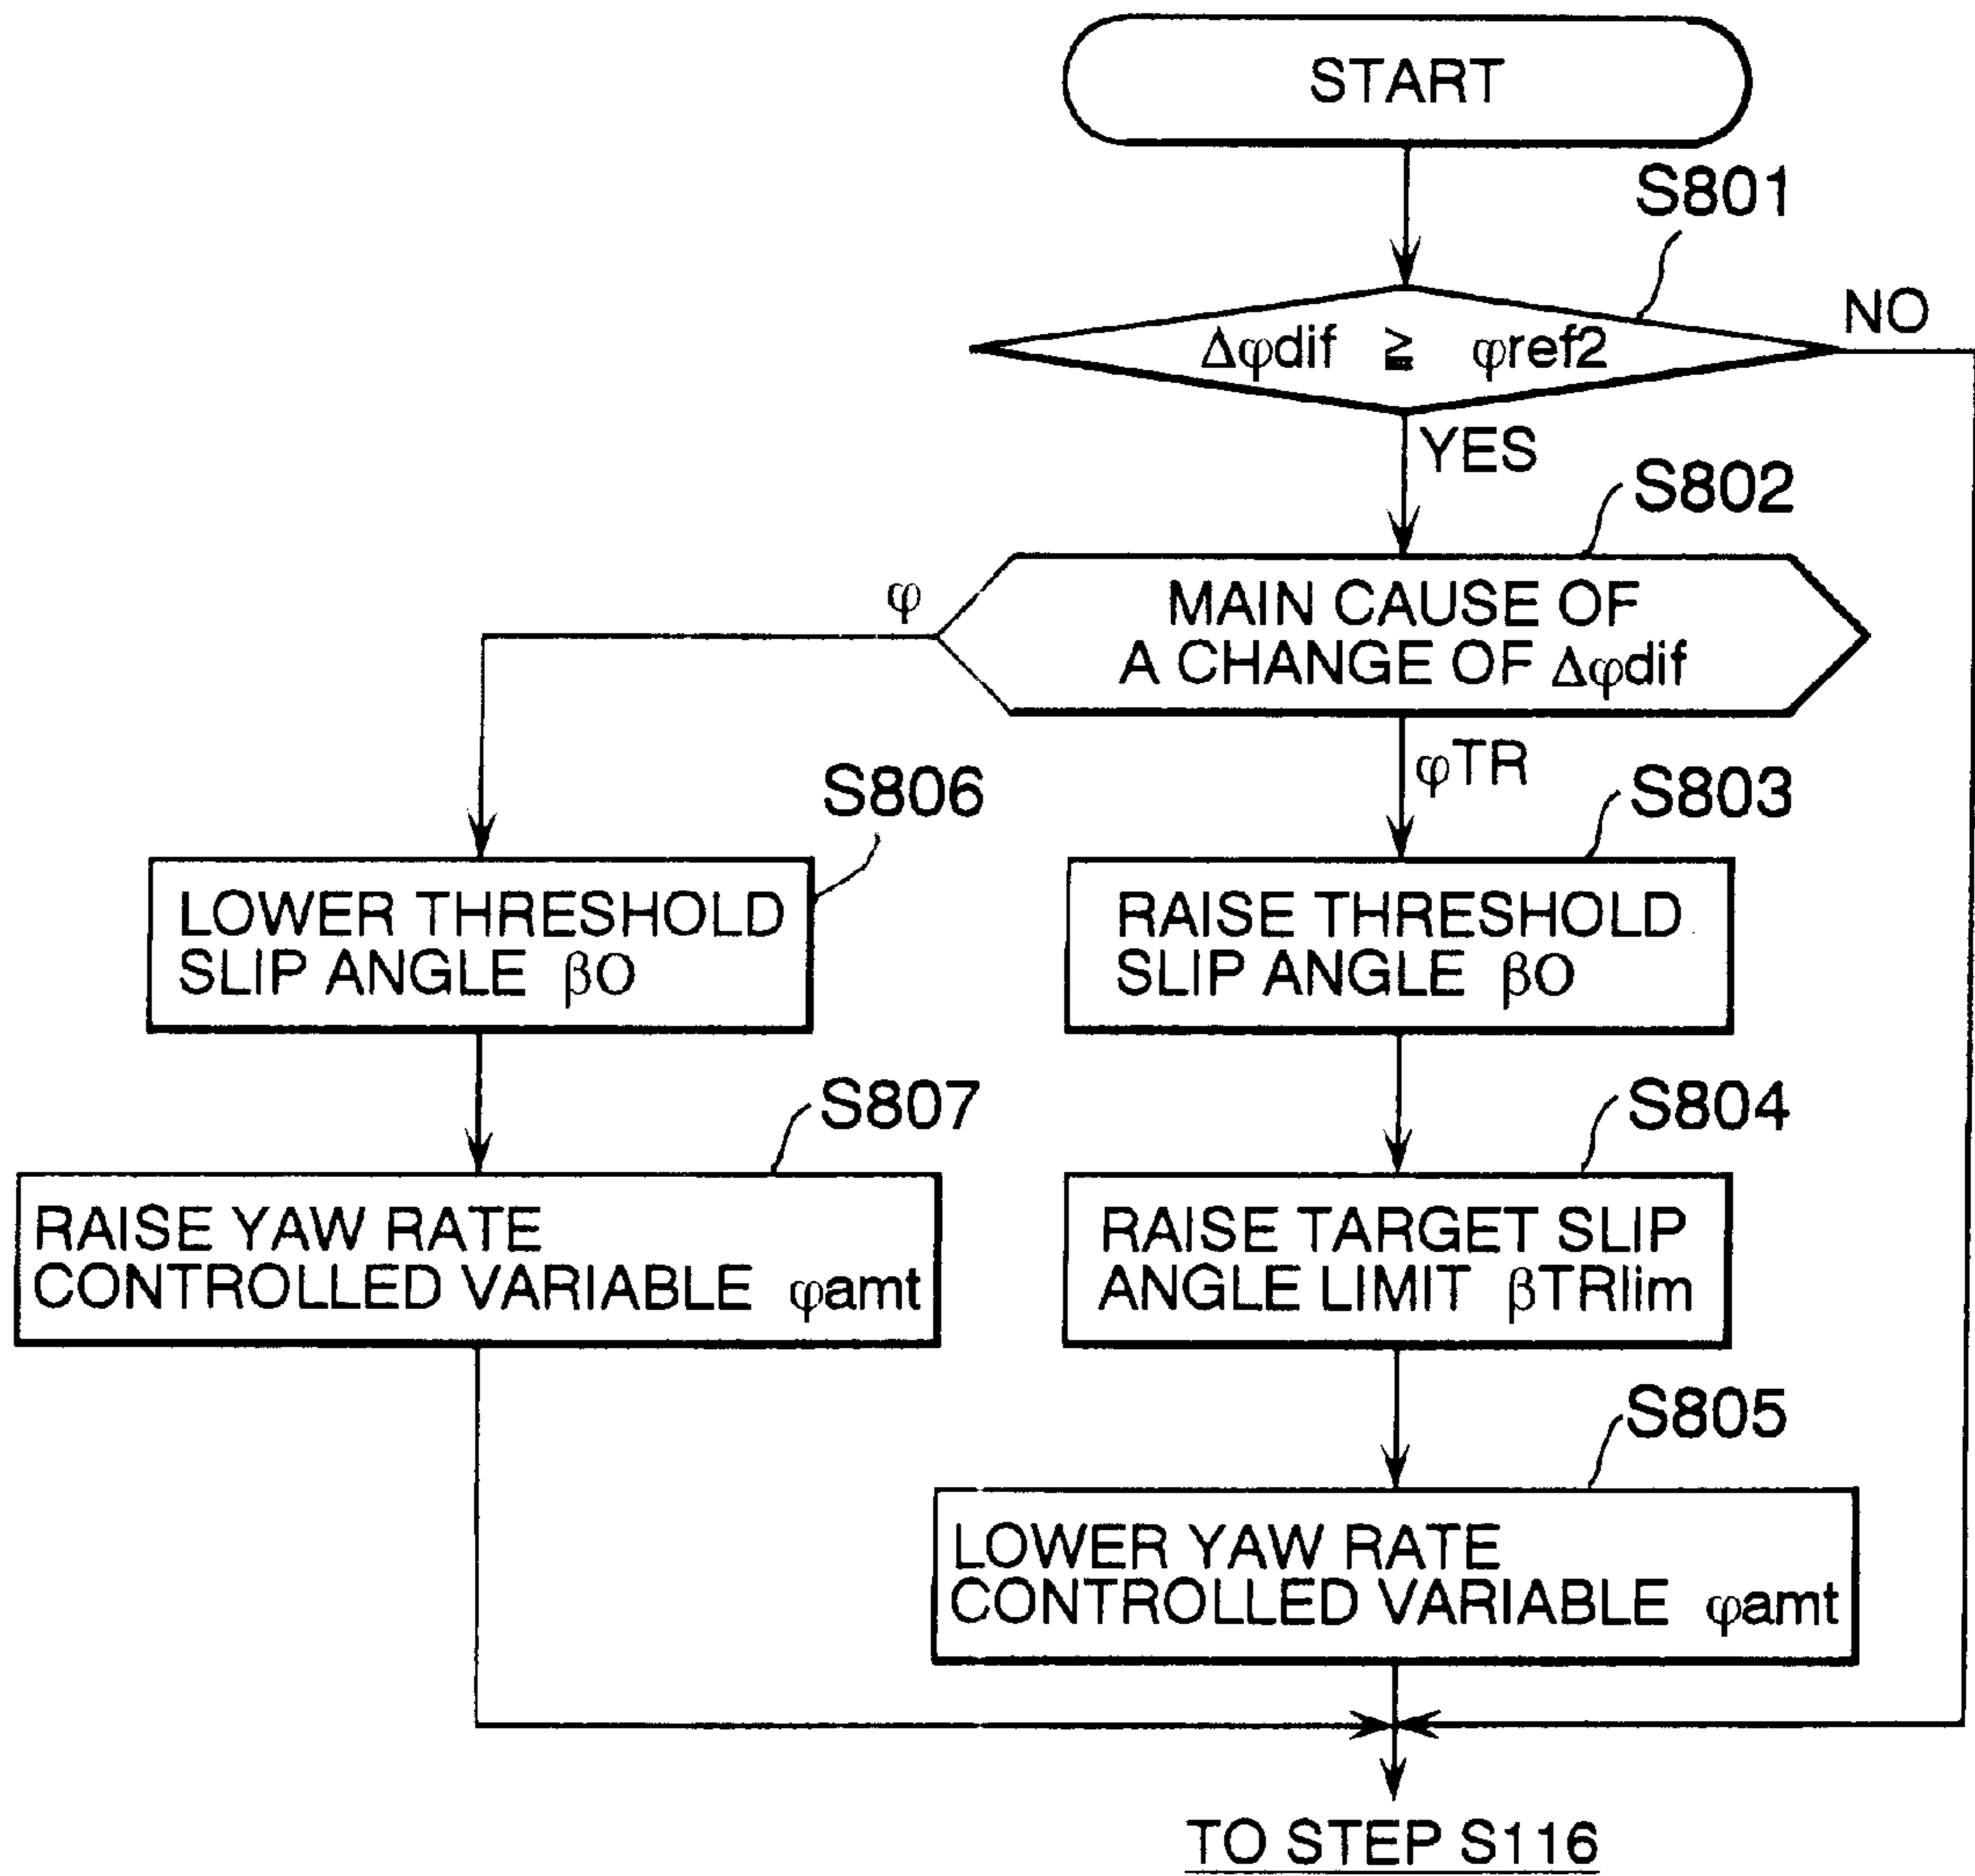 START
S801
Δφdif ≧ φref2
NO
YES
S802
φ
MAIN CAUSE OF
A CHANGE OF Δφdif
φTR
S806
S803
LOWER THRESHOLD
SLIP ANGLE βO
RAISE THRESHOLD
SLIP ANGLE βO
S807
S804
RAISE YAW RATE
CONTROLLED VARIABLE φamt
RAISE TARGET SLIP
ANGLE LIMIT βTRlim
S805
LOWER YAW RATE
CONTROLLED VARIABLE φamt
TO STEP S116